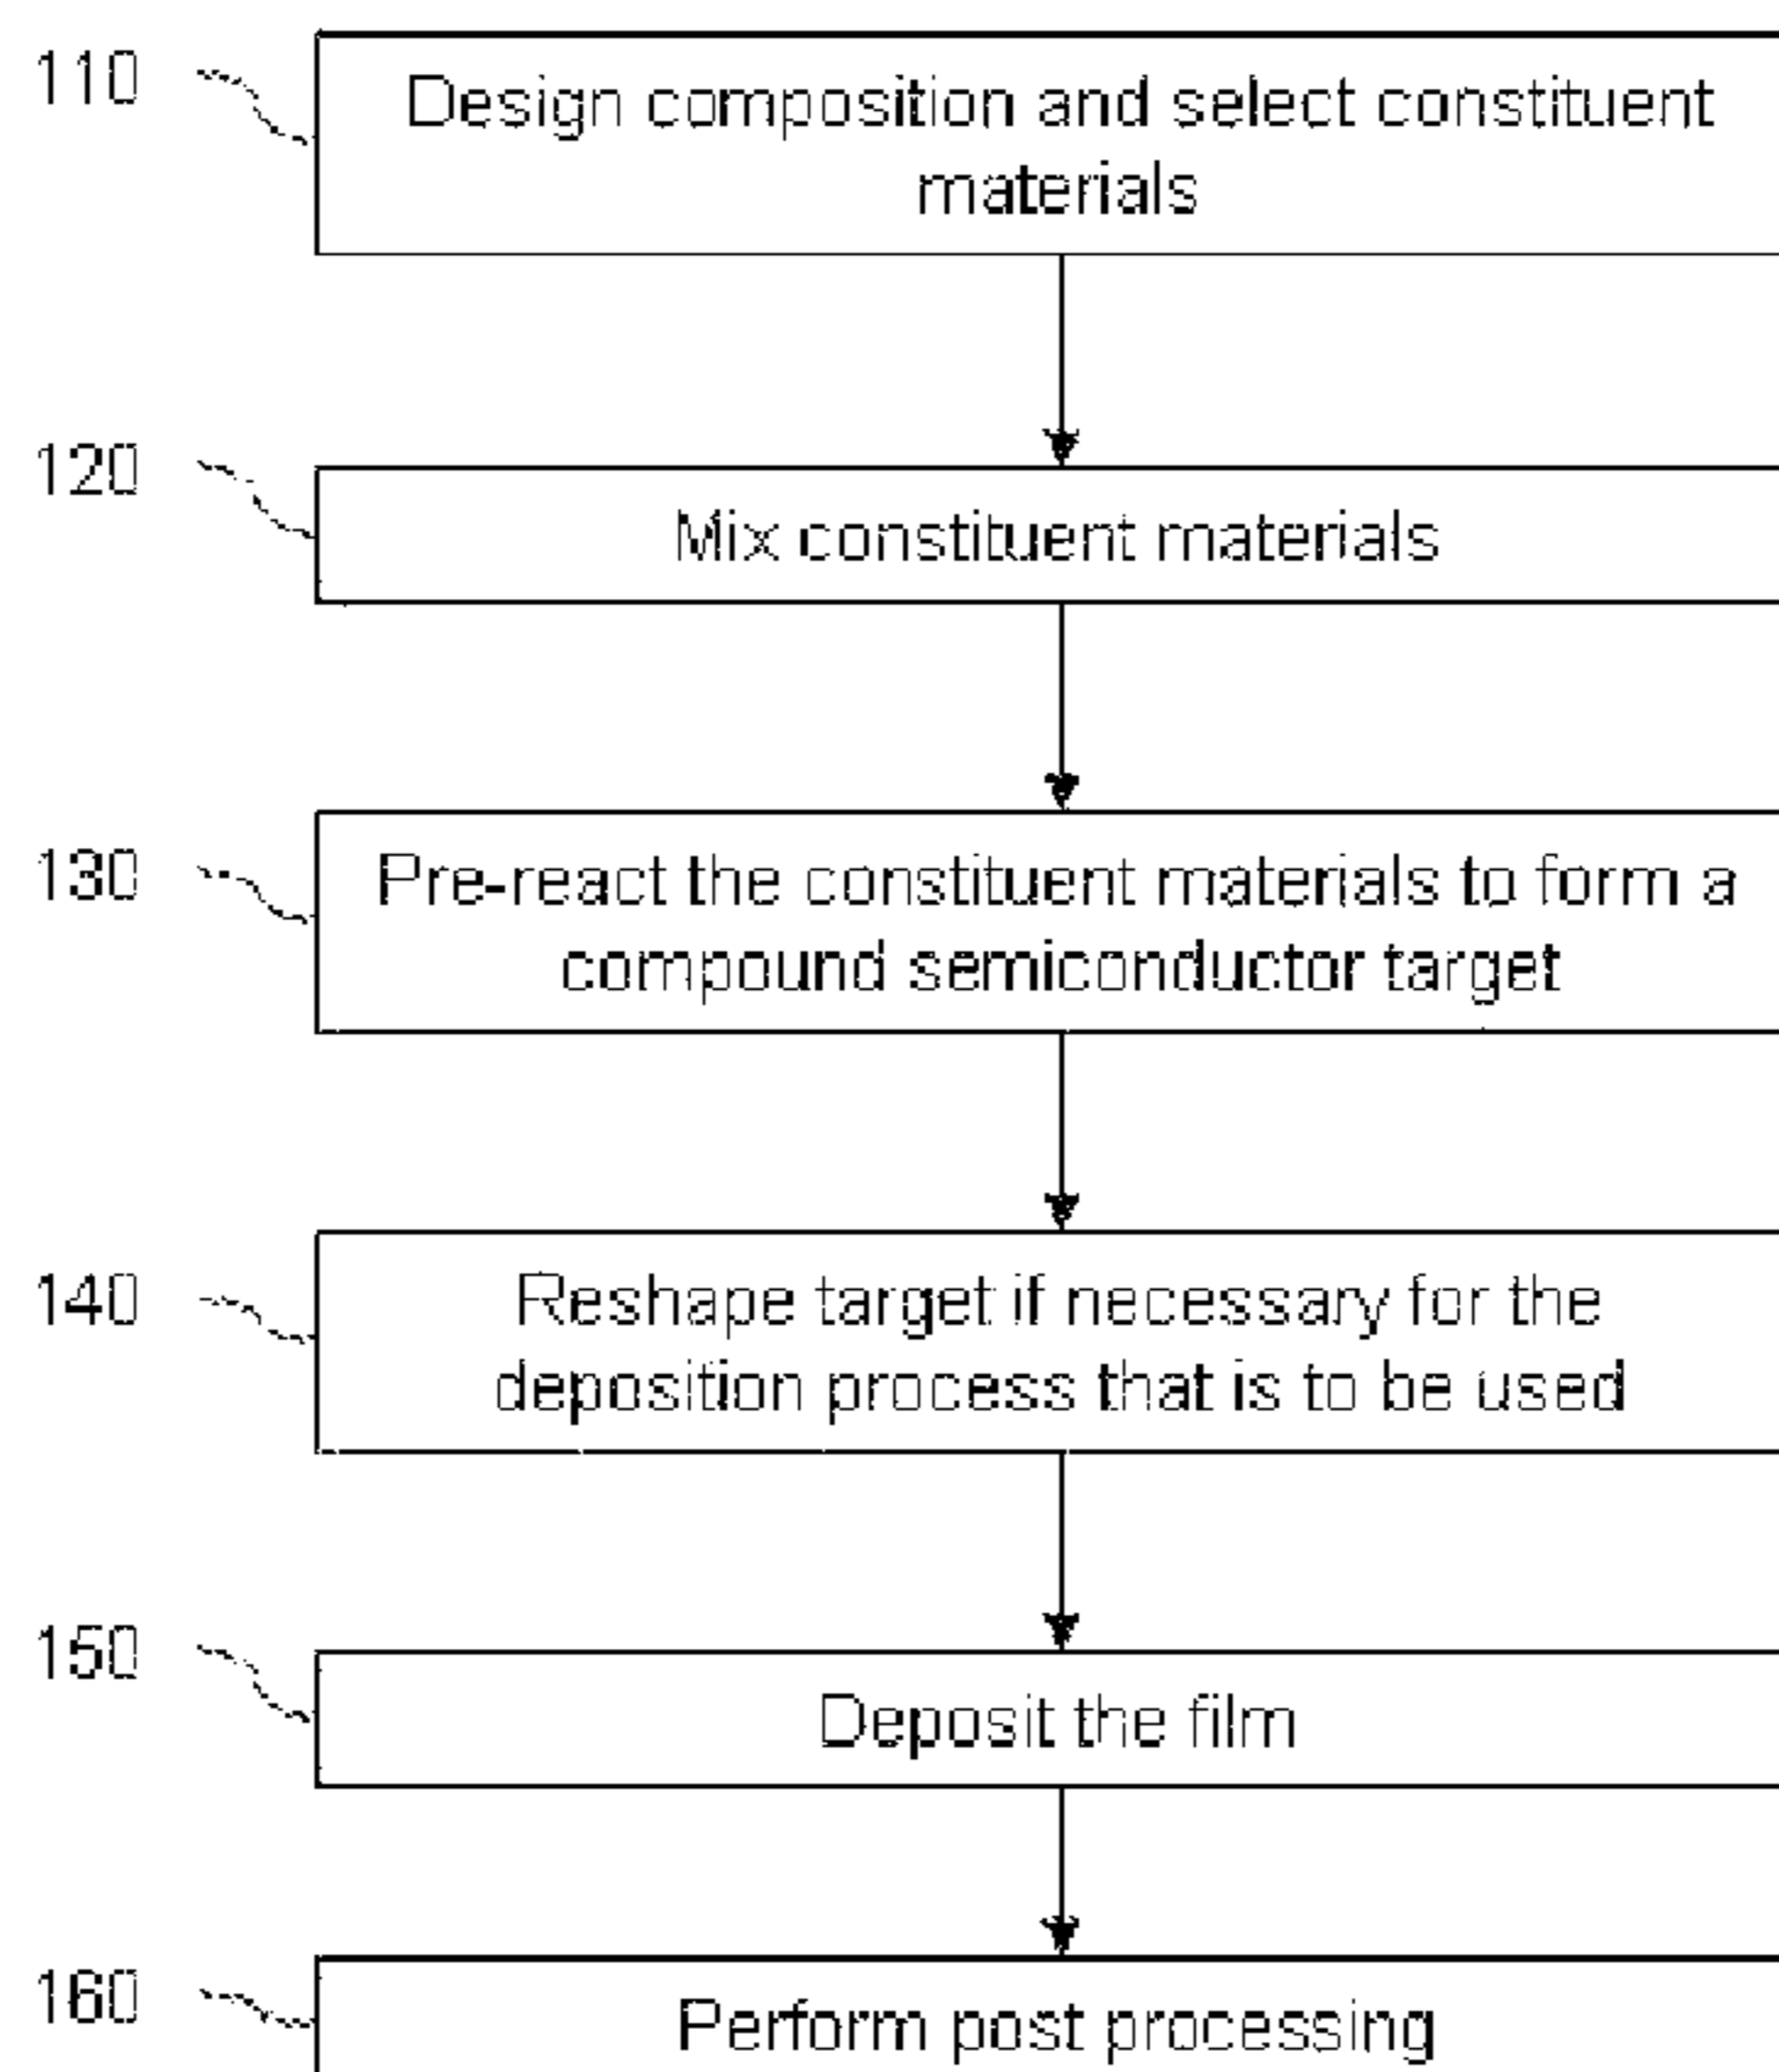 110
Design composition and select constituent
materials
120
Mix constituent materials
130
Pre-react the constituent materials to form a
compound semiconductor target
140
Reshape target if necessary for the
deposition process that is to be used
150
Deposit the film
160
Perform post processing